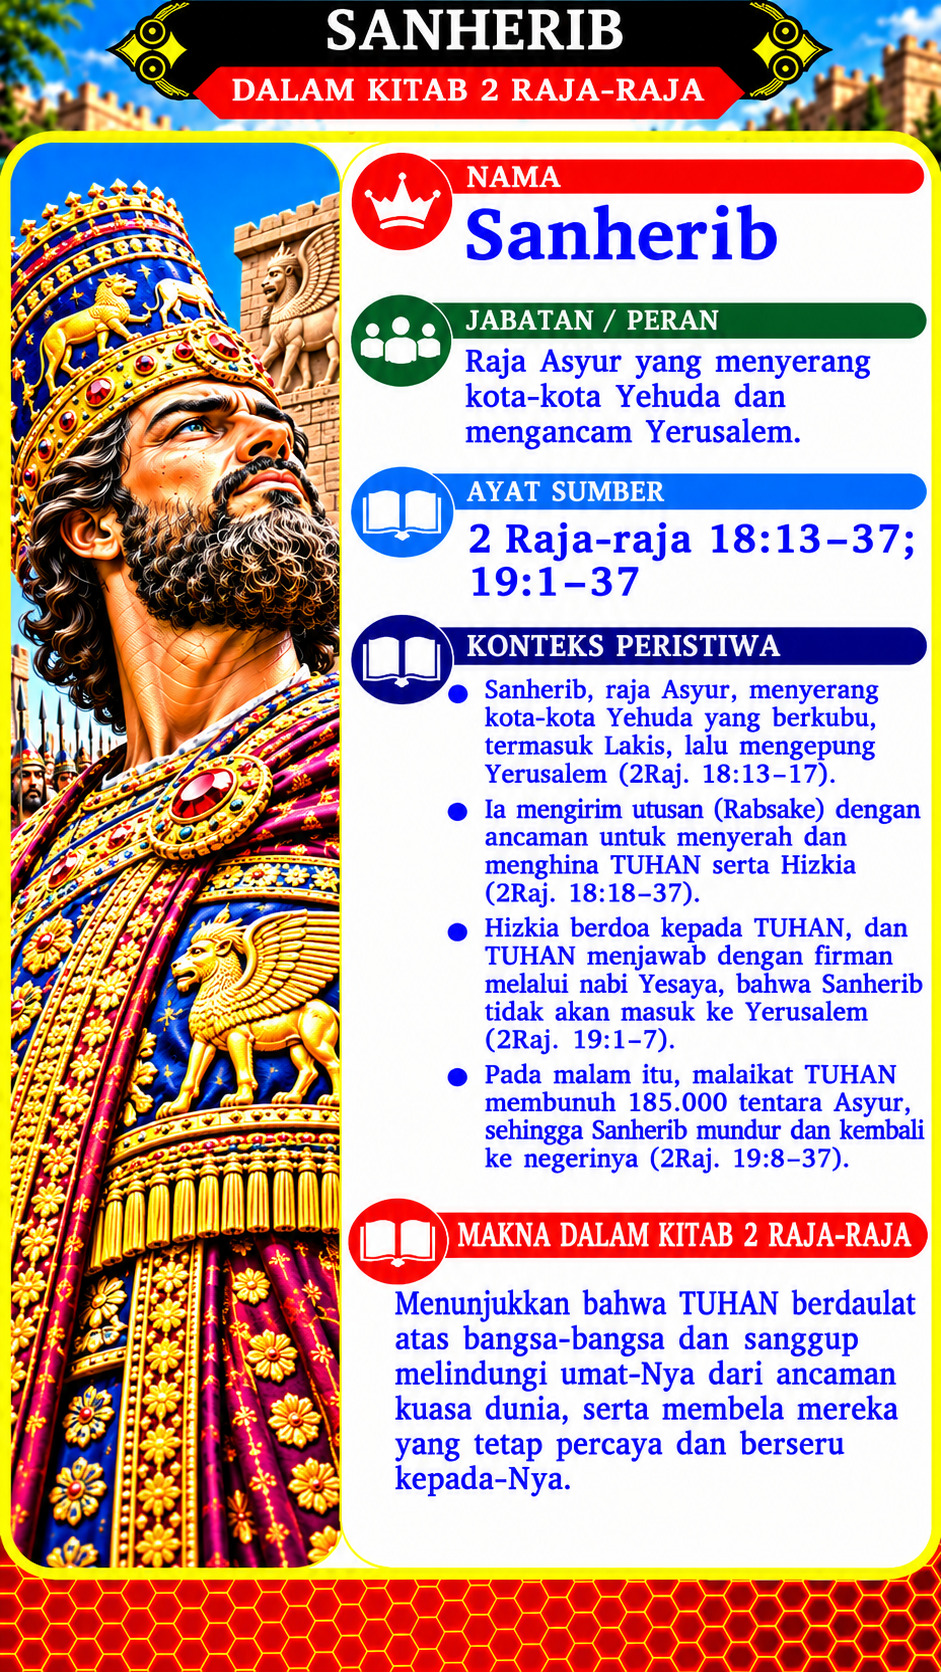 SANHERIB
DALAM KITAB 2 RAJA-RAJA
NAMA
Sanherib
JABATAN / PERAN
Raja Asyur yang menyerang
kota-kota Yehuda dan
mengancam Yerusalem.
AYAT SUMBER
2 Raja-raja 18:13–37;
19:1–37
KONTEKS PERISTIWA
● Sanherib, raja Asyur, menyerang
kota-kota Yehuda yang berkubu,
termasuk Lakis, lalu mengepung
Yerusalem (2Raj. 18:13–17).
● Ia mengirim utusan (Rabsake) dengan
ancaman untuk menyerah dan
menghina TUHAN serta Hizkia
(2Raj. 18:18–37).
● Hizkia berdoa kepada TUHAN, dan
TUHAN menjawab dengan firman
melalui nabi Yesaya, bahwa Sanherib
tidak akan masuk ke Yerusalem
(2Raj. 19:1–7).
● Pada malam itu, malaikat TUHAN
membunuh 185.000 tentara Asyur,
sehingga Sanherib mundur dan kembali
ke negerinya (2Raj. 19:8–37).
MAKNA DALAM KITAB 2 RAJA-RAJA
Menunjukkan bahwa TUHAN berdaulat
atas bangsa-bangsa dan sanggup
melindungi umat-Nya dari ancaman
kuasa dunia, serta membela mereka
yang tetap percaya dan berseru
kepada-Nya.